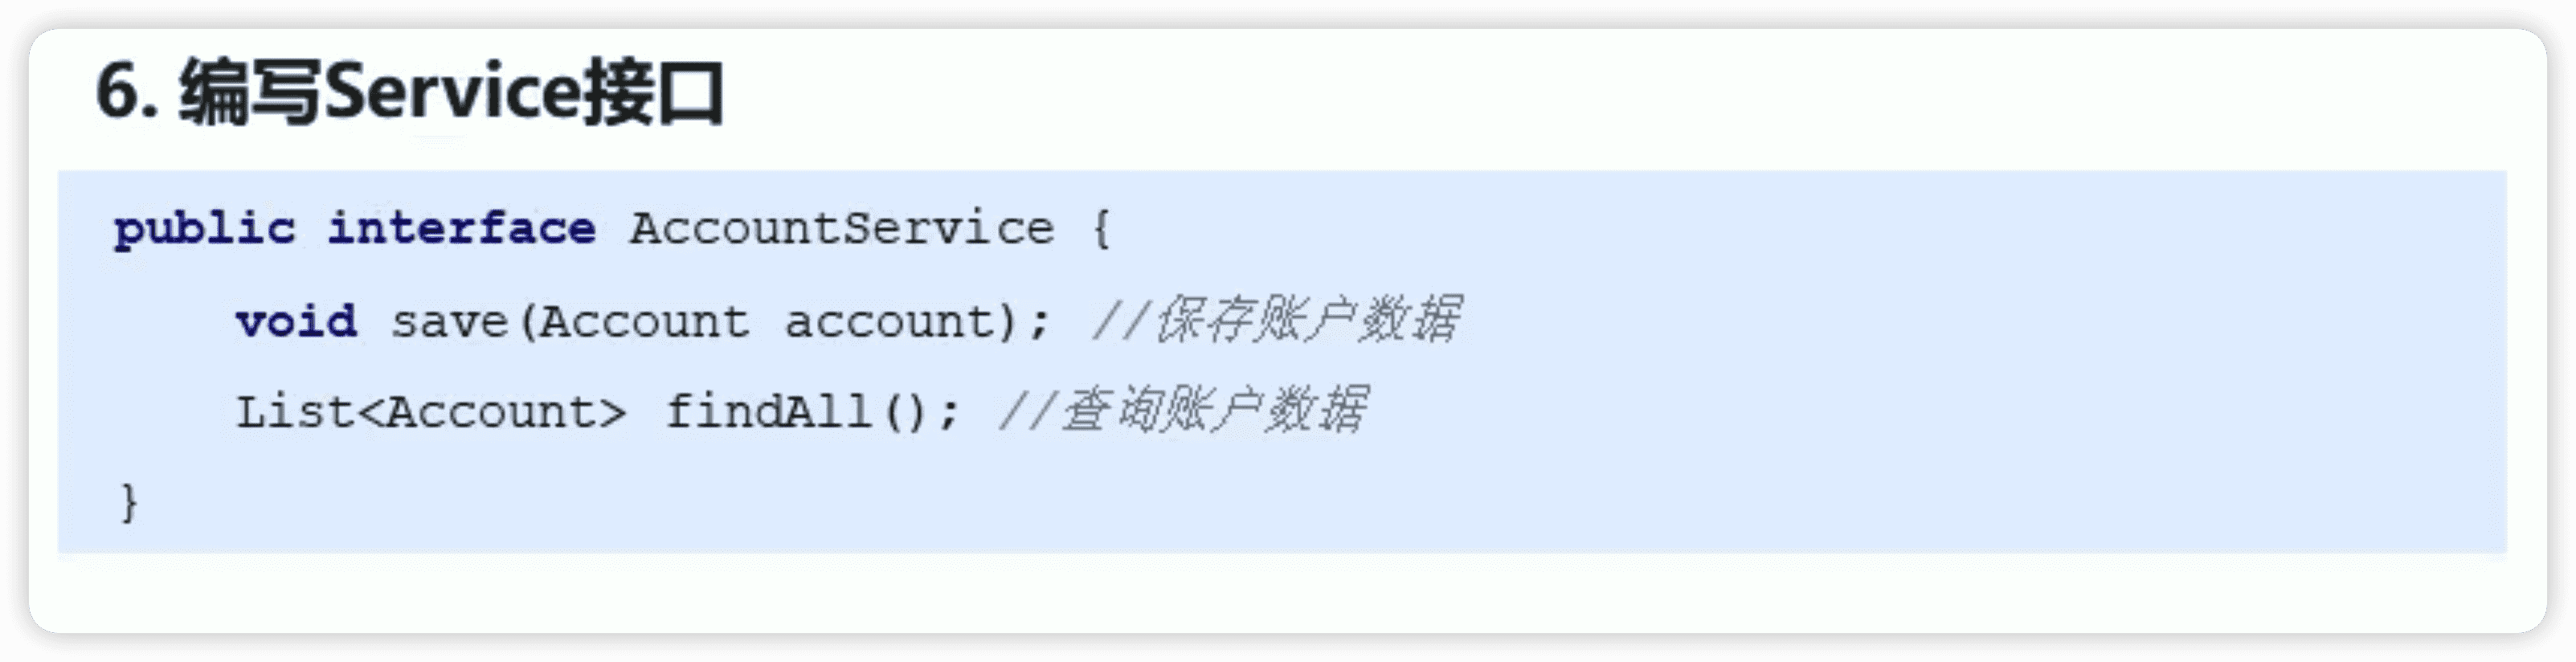 6. 编写Service接口
public interface AccountService {
    void save(Account account); //保存账户数据
    List<Account> findAll(); //查询账户数据
}